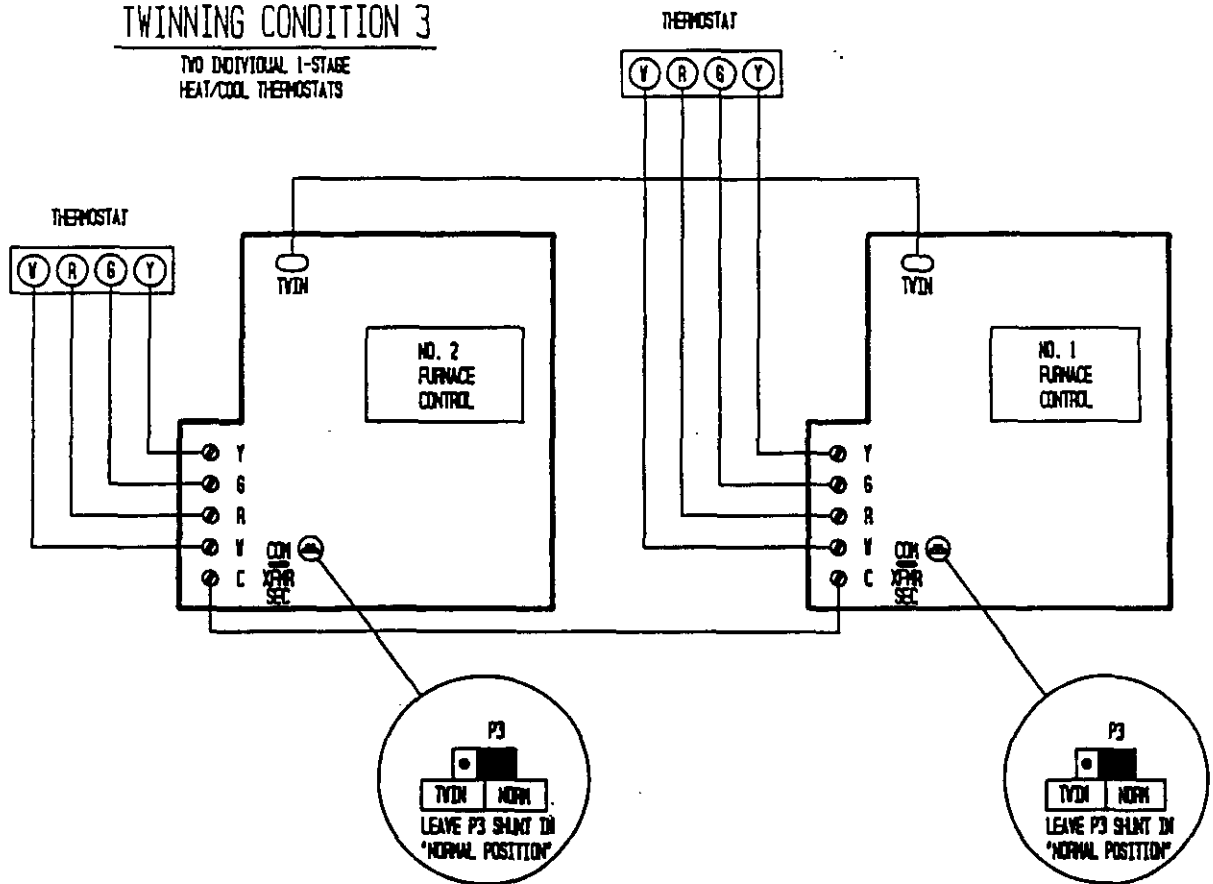 TWINNING CONDITION 3
TWO INDIVIDUAL 1-STAGE
HEAT/COOL THERMOSTATS
THERMOSTAT
W R G Y
THERMOSTAT
W R G Y
TWIN
TWIN
NO. 2
FURNACE
CONTROL
NO. 1
FURNACE
CONTROL
Y
G
R
W
C
COM
XFMR
SEC
Y
G
R
W
C
COM
XFMR
SEC
P3
TWIN NORM
LEAVE P3 SHUNT IN
"NORMAL POSITION"
P3
TWIN NORM
LEAVE P3 SHUNT IN
"NORMAL POSITION"